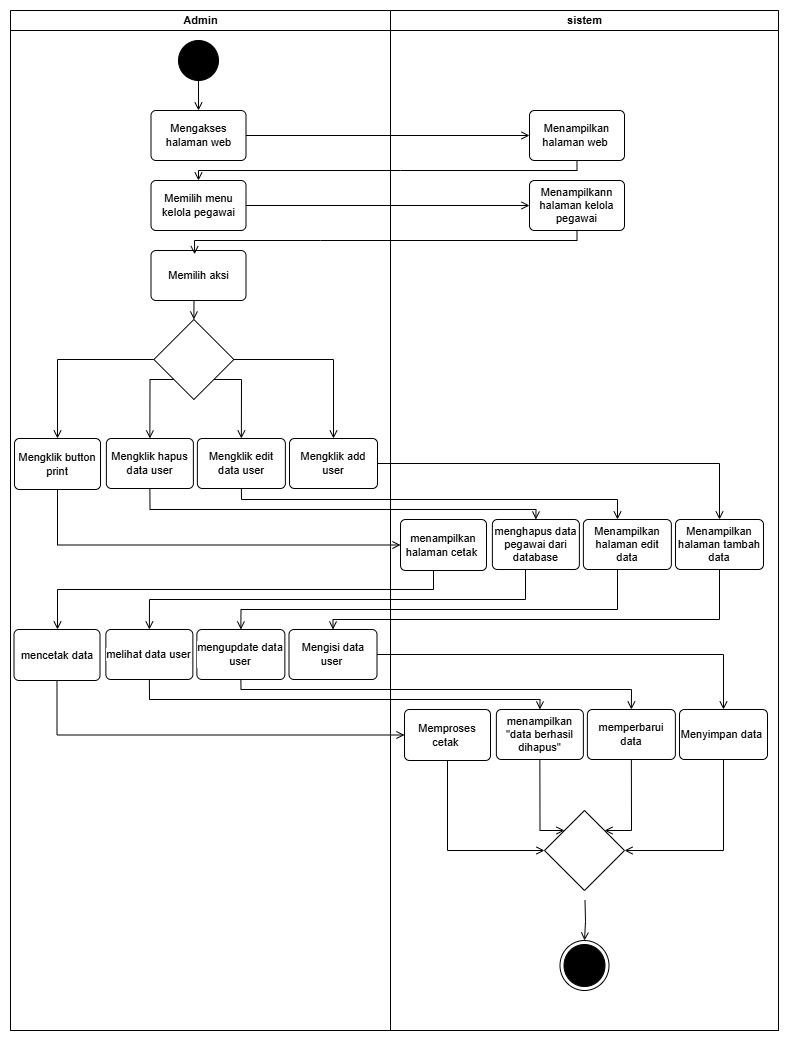 Admin
sistem
Mengakses
halaman web
Menampilkan
halaman web
Memilih menu
kelola pegawai
Menampilkann
halaman kelola
pegawai
Memilih aksi
Mengklik button
print
Mengklik hapus
data user
Mengklik edit
data user
Mengklik add
user
menampilkan
halaman cetak
menghapus data
pegawai dari
database
Menampilkan
halaman edit
data
Menampilkan
halaman tambah
data
mencetak data
melihat data user
mengupdate data
user
Mengisi data
user
Memproses
cetak
menampilkan
"data berhasil
dihapus"
memperbarui
data
Menyimpan data